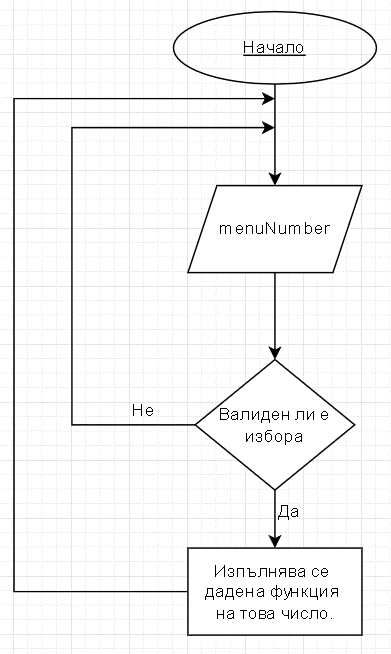 Начало
menuNumber
Валиден ли е
избора
Не
Да
Изпълнява се
дадена функция
на това число.